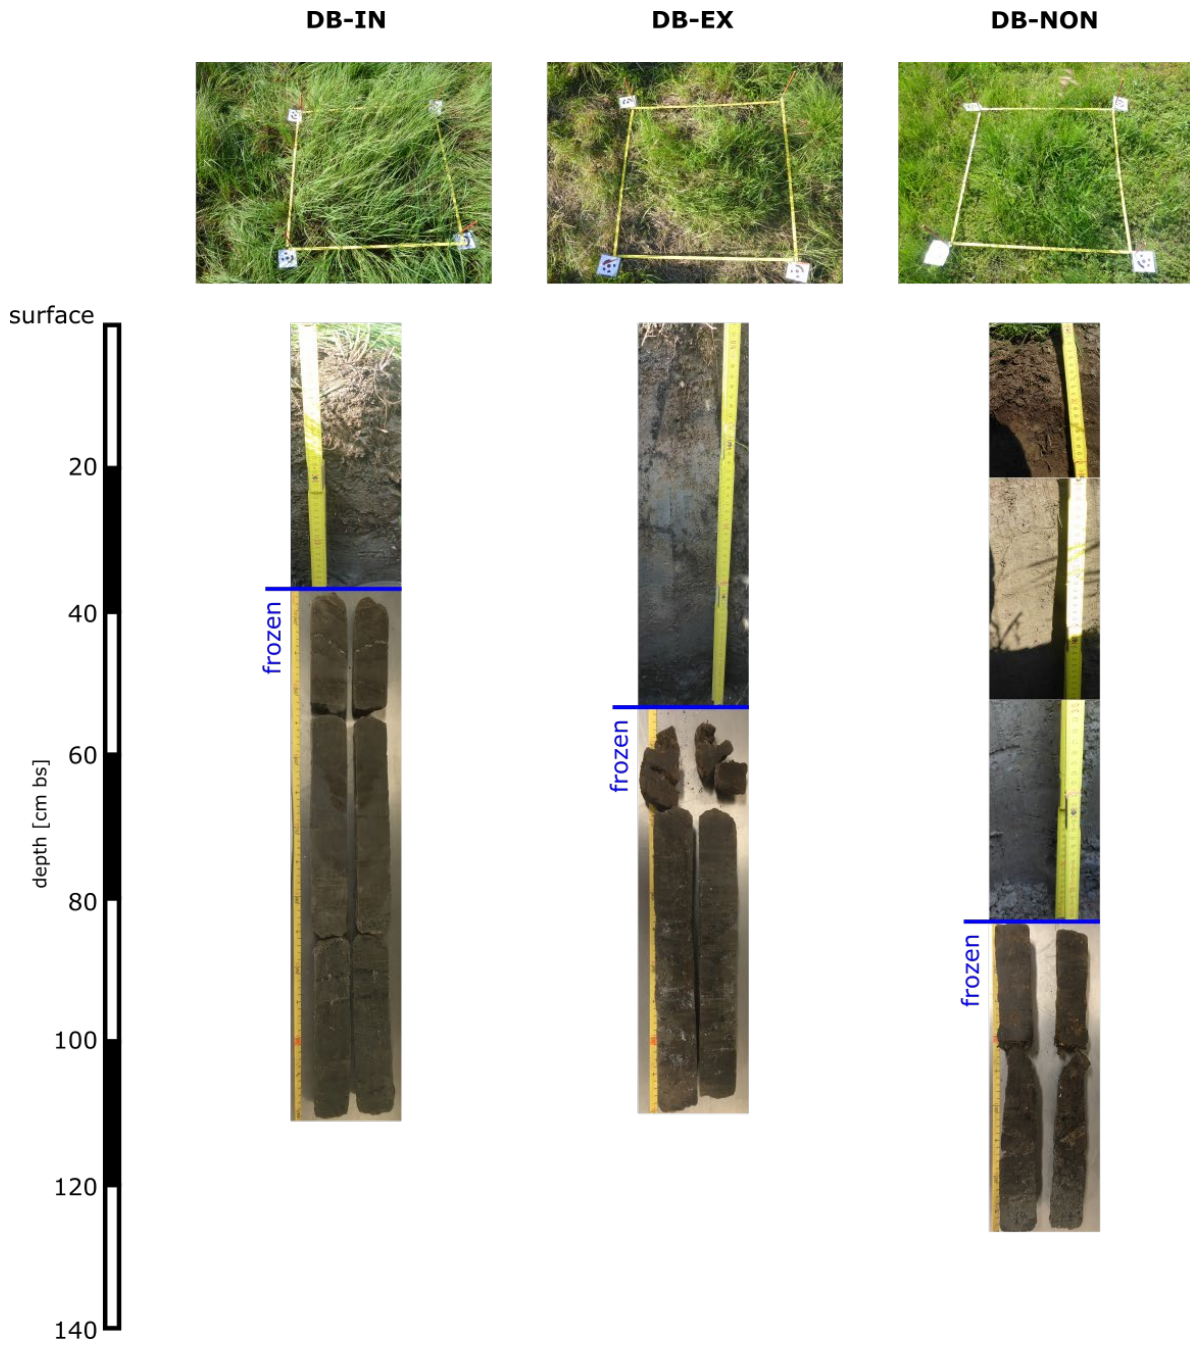 DB-IN
DB-EX
DB-NON
surface
20
40
60
80
100
120
140
depth [cm bs]
frozen
frozen
frozen